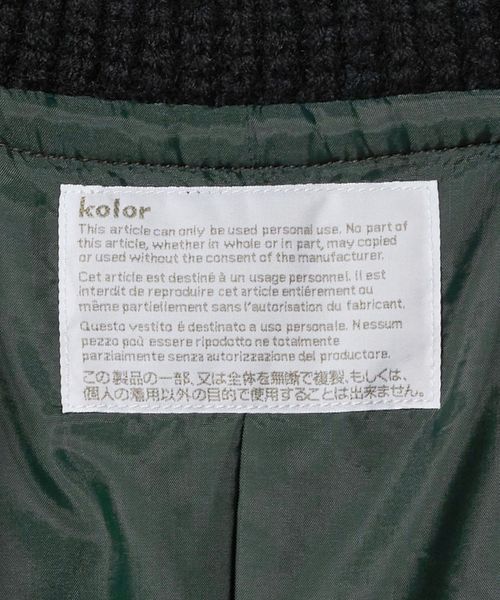 kolor
This article can only be used personal use. No part of
this article, whether in whole or in part, may copied
or used without the consent of the manufacturer.
Cet article est destiné à un usage personnel. Il est
interdit de reproduire cet article entiérement ou
même partiellement sans l'autorisation du fabricant.
Questo vestito é destinato a uso personale. Nessum
pezzo poú essere ripodotto ne totalmente
parzialmente senza autorizzazione del produttore.
この製品の一部、又は全体を無断で複製、もしくは、
個人の着用以外の目的で使用することは出来ません。